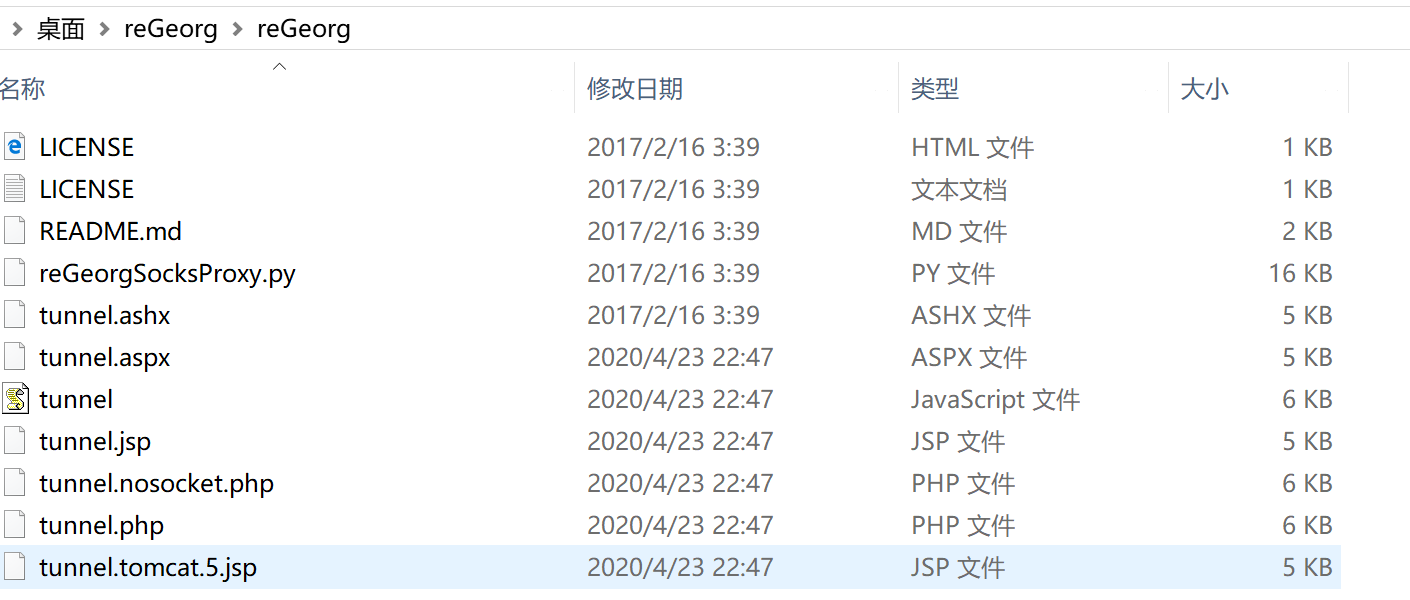 桌面 reGeorg reGeorg
名称 修改日期 类型 大小
LICENSE 2017/2/16 3:39 HTML 文件 1 KB
LICENSE 2017/2/16 3:39 文本文档 1 KB
README.md 2017/2/16 3:39 MD 文件 2 KB
reGeorgSocksProxy.py 2017/2/16 3:39 PY 文件 16 KB
tunnel.ashx 2017/2/16 3:39 ASHX 文件 5 KB
tunnel.aspx 2020/4/23 22:47 ASPX 文件 5 KB
tunnel 2020/4/23 22:47 JavaScript 文件 6 KB
tunnel.jsp 2020/4/23 22:47 JSP 文件 5 KB
tunnel.nosocket.php 2020/4/23 22:47 PHP 文件 6 KB
tunnel.php 2020/4/23 22:47 PHP 文件 6 KB
tunnel.tomcat.5.jsp 2020/4/23 22:47 JSP 文件 5 KB